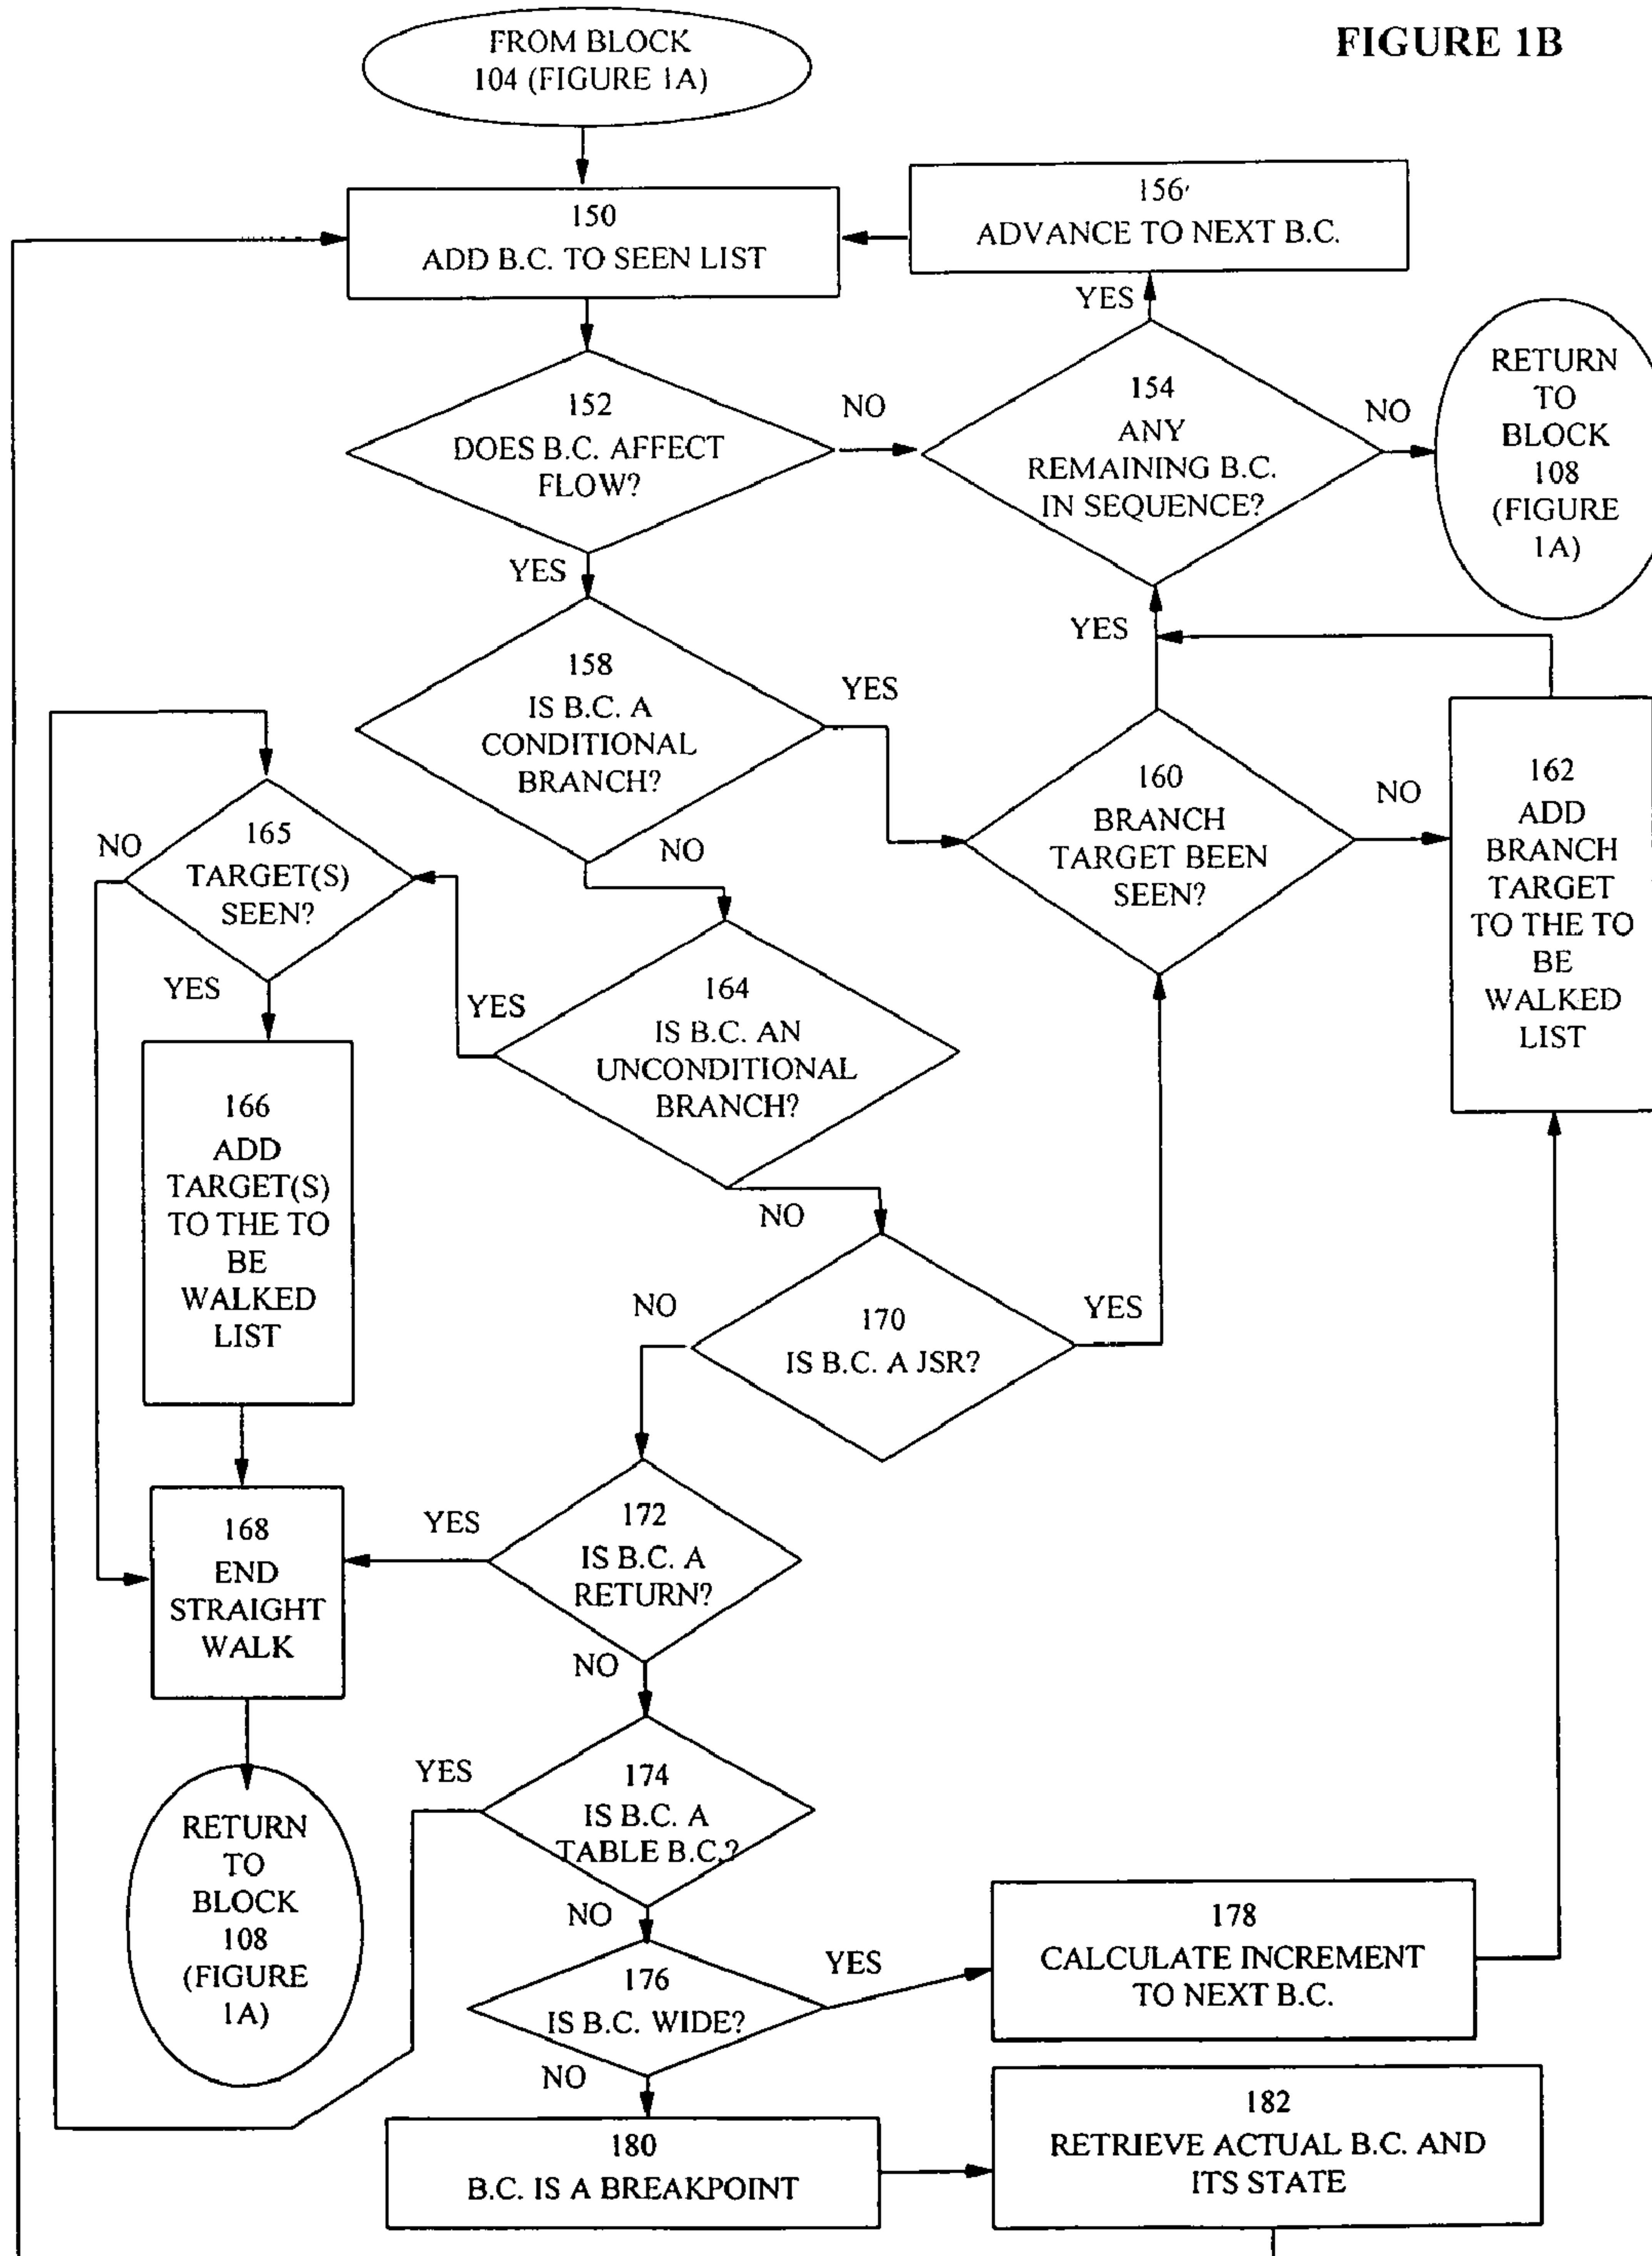 FIGURE 1B
FROM BLOCK
104 (FIGURE 1A)
150
ADD B.C. TO SEEN LIST
156
ADVANCE TO NEXT B.C.
YES
152
DOES B.C. AFFECT
FLOW?
NO
154
ANY
REMAINING B.C.
IN SEQUENCE?
NO
RETURN
TO
BLOCK
108
(FIGURE
1A)
YES
YES
158
IS B.C. A
CONDITIONAL
BRANCH?
YES
NO
160
BRANCH
TARGET BEEN
SEEN?
NO
162
ADD
BRANCH
TARGET
TO THE TO
BE
WALKED
LIST
NO
165
TARGET(S)
SEEN?
YES
YES
164
IS B.C. AN
UNCONDITIONAL
BRANCH?
NO
166
ADD
TARGET(S)
TO THE TO
BE
WALKED
LIST
NO
170
IS B.C. A JSR?
YES
168
END
STRAIGHT
WALK
YES
172
IS B.C. A
RETURN?
NO
YES
174
IS B.C. A
TABLE B.C.?
NO
RETURN
TO
BLOCK
108
(FIGURE
1A)
176
IS B.C. WIDE?
YES
178
CALCULATE INCREMENT
TO NEXT B.C.
NO
180
B.C. IS A BREAKPOINT
182
RETRIEVE ACTUAL B.C. AND
ITS STATE